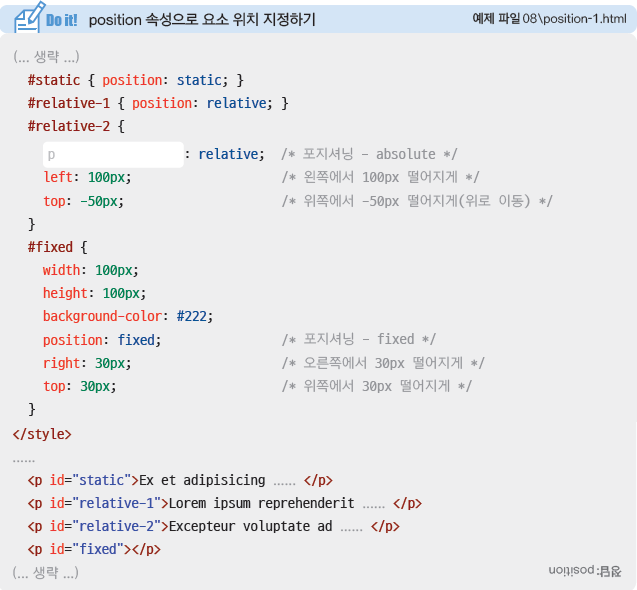 Do it! position 속성으로 요소 위치 지정하기 예제 파일 08\position-1.html
(... 생략 ...)
#static { position: static; }
#relative-1 { position: relative; }
#relative-2 {
p : relative; /* 포지셔닝 - absolute */
left: 100px; /* 왼쪽에서 100px 떨어지게 */
top: -50px; /* 위쪽에서 -50px 떨어지게(위로 이동) */
}
#fixed {
width: 100px;
height: 100px;
background-color: #222;
position: fixed; /* 포지셔닝 - fixed */
right: 30px; /* 오른쪽에서 30px 떨어지게 */
top: 30px; /* 위쪽에서 30px 떨어지게 */
}
</style>
......
<p id="static">Ex et adipisicing ...... </p>
<p id="relative-1">Lorem ipsum reprehenderit ...... </p>
<p id="relative-2">Excepteur voluptate ad ...... </p>
<p id="fixed"></p>
(... 생략 ...)
정답: position